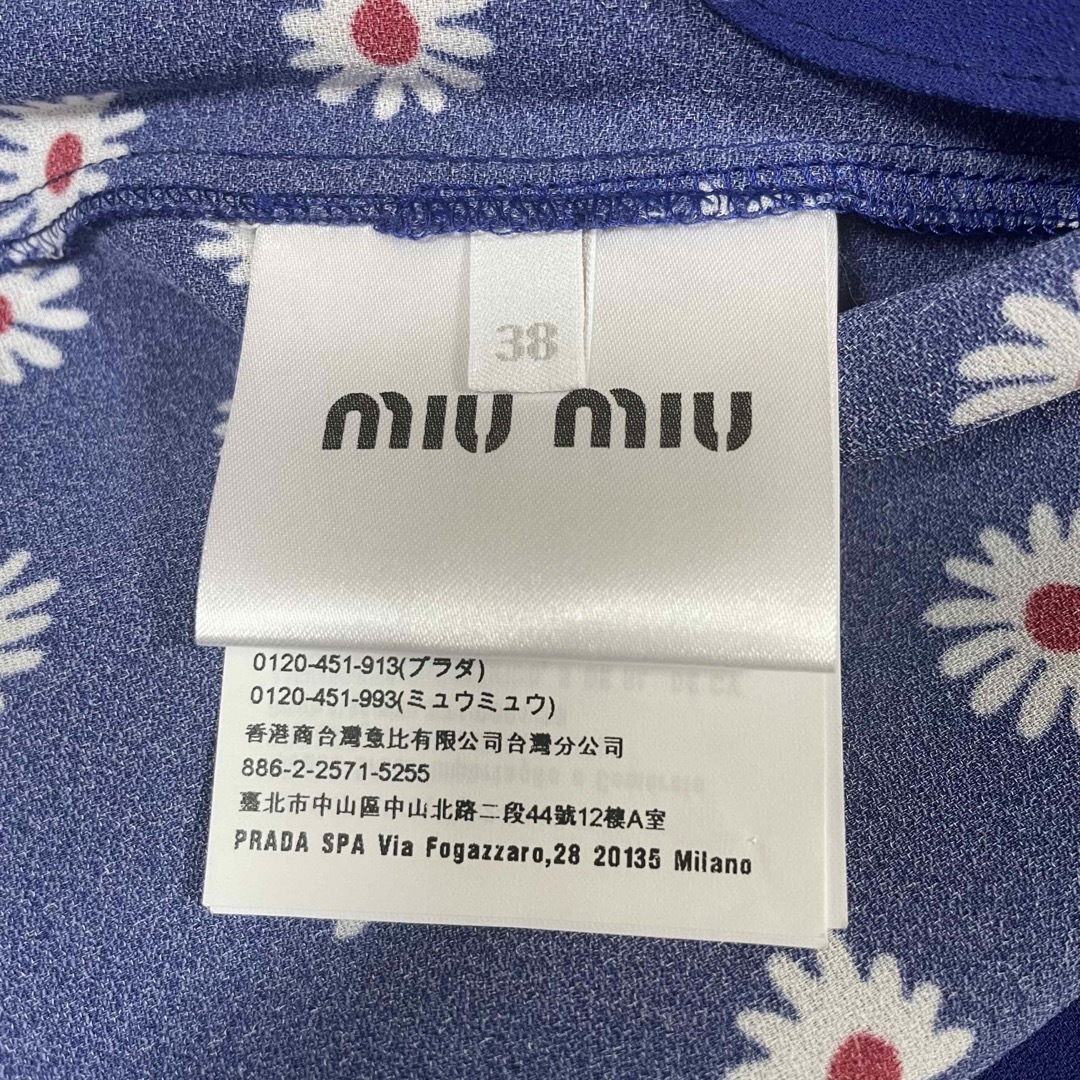 38
miu miu
0120-451-913(プラダ)
0120-451-993(ミュウミュウ)
香港商台灣意比有限公司台灣分公司
886-2-2571-5255
臺北市中山區中山北路二段44號12樓A室
PRADA SPA Via Fogazzaro,28 20135 Milano